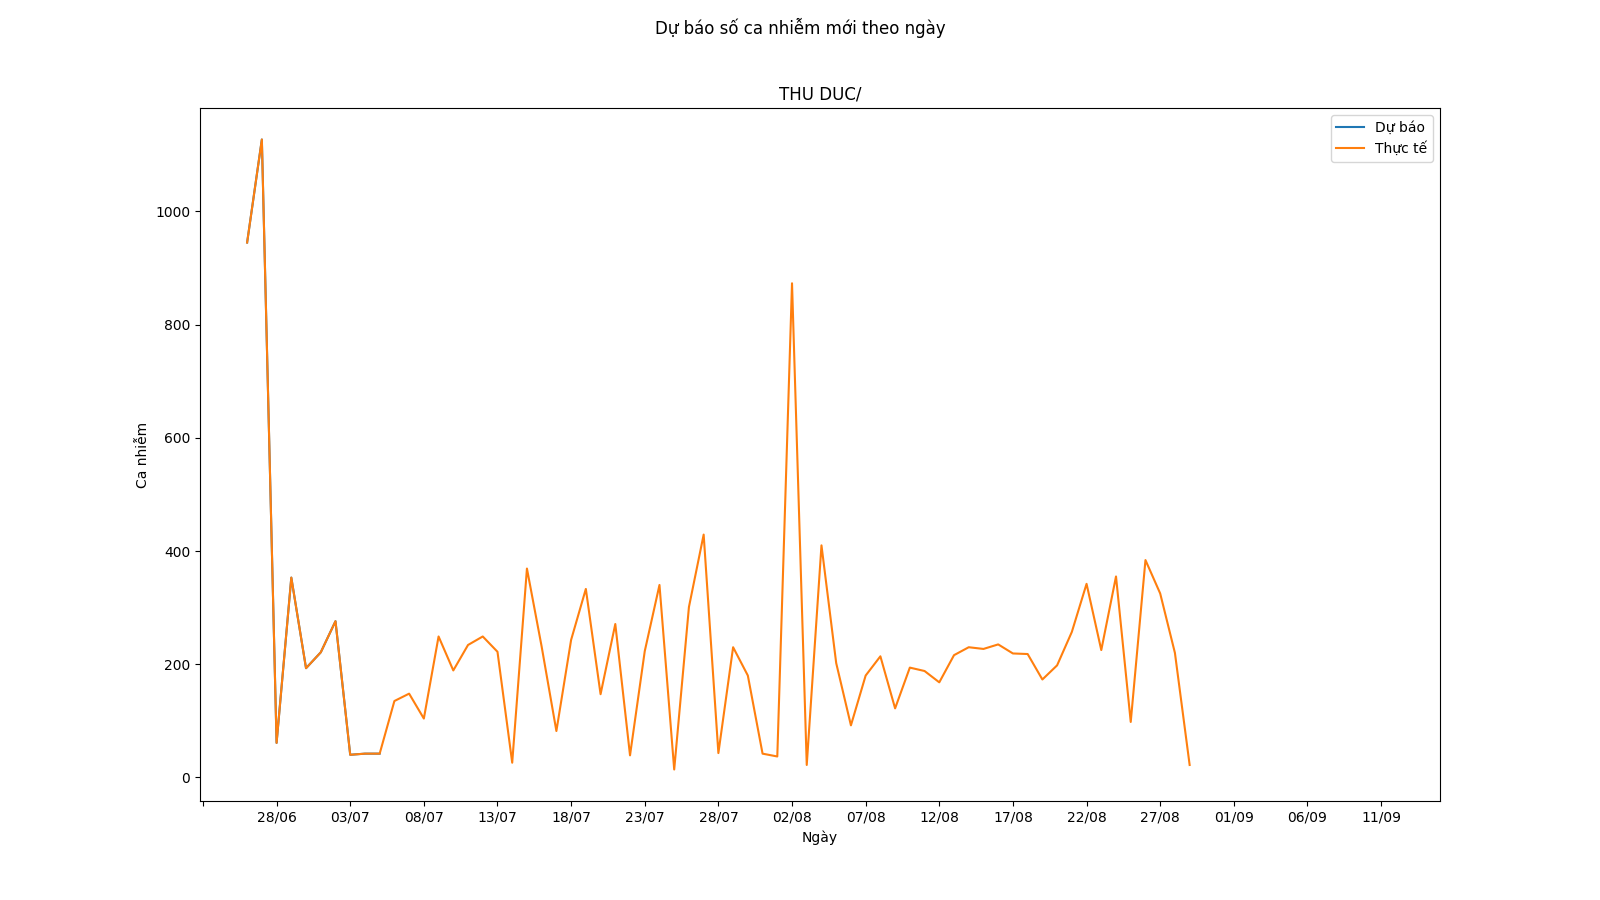 Dự báo số ca nhiễm mới theo ngày
THU DUC/
Dự báo
Thực tế
1000
800
600
400
200
0
Ca nhiễm
28/06 03/07 08/07 13/07 18/07 23/07 28/07 02/08 07/08 12/08 17/08 22/08 27/08 01/09 06/09 11/09
Ngày